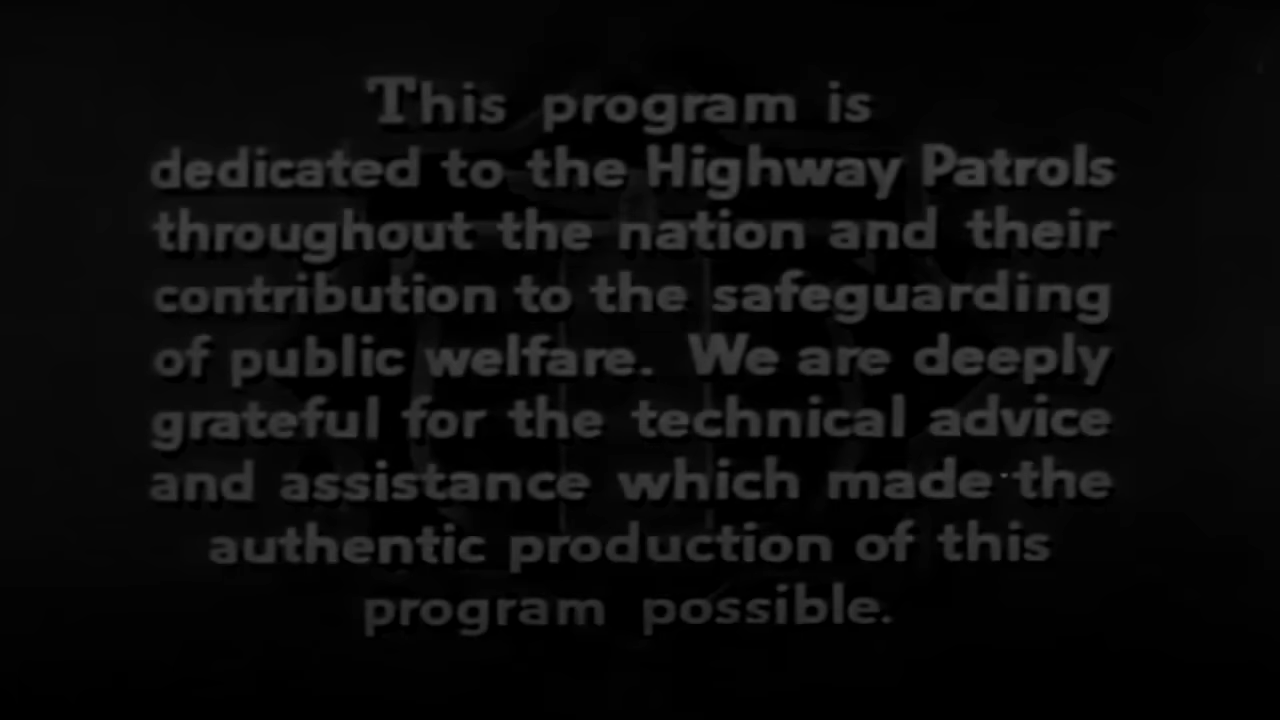 This program is
dedicated to the Highway Patrols
throughout the nation and their
contribution to the safeguarding
of public welfare. We are deeply
grateful for the technical advice
and assistance which made the
authentic production of this
program possible.